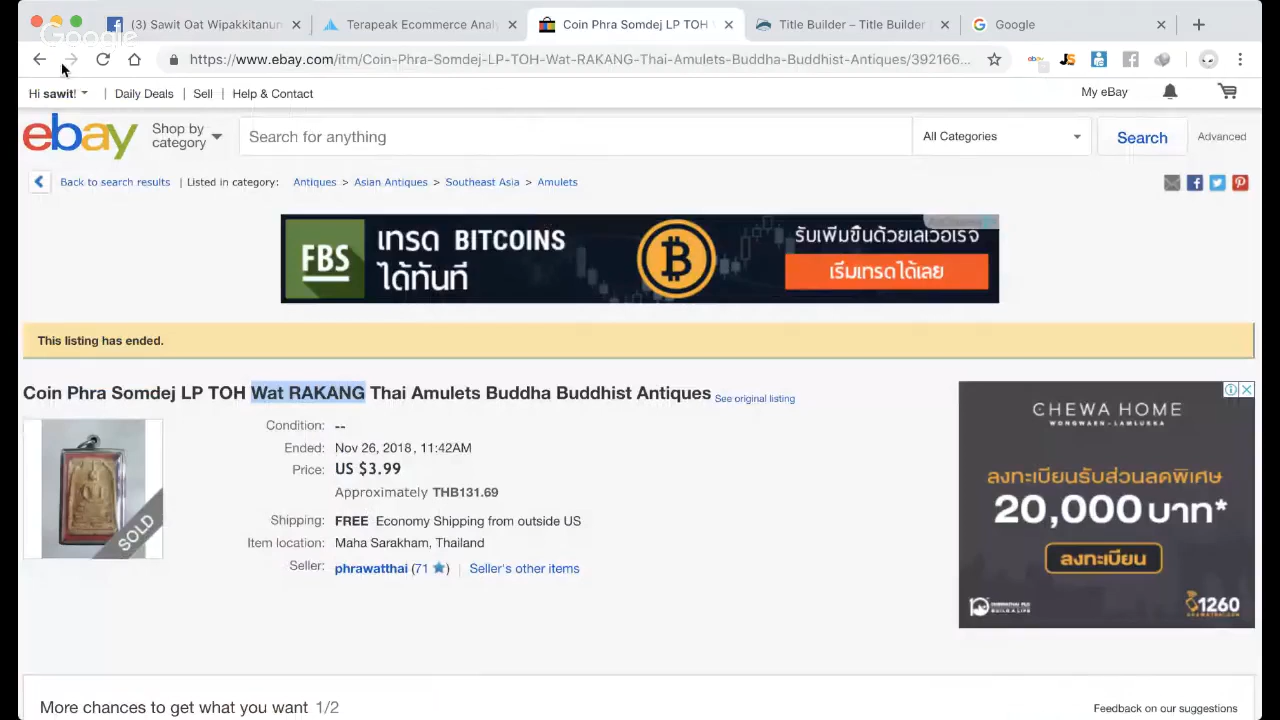 (3) Sawit Oat Wipakkitanun
Terapeak Ecommerce Anal
Coin Phra Somdej LP TOH
Title Builder – Title Builder
Google
Google
https://www.ebay.com/itm/Coin-Phra-Somdej-LP-TOH-Wat-RAKANG-Thai-Amulets-Buddha-Buddhist-Antiques/392166...
Hi sawit!
Daily Deals
Sell
Help & Contact
My eBay
ebay
Shop by category
Search for anything
All Categories
Search
Advanced
Back to search results | Listed in category: Antiques > Asian Antiques > Southeast Asia > Amulets
FBS
เทรด BITCOINS
ได้ทันที
รับเพิ่มขึ้นด้วยเลเวอเรจ
เริ่มเทรดได้เลย
This listing has ended.
Coin Phra Somdej LP TOH Wat RAKANG Thai Amulets Buddha Buddhist Antiques See original listing
SOLD
Condition: --
Ended: Nov 26, 2018, 11:42AM
Price: US $3.99
Approximately THB131.69
Shipping: FREE Economy Shipping from outside US
Item location: Maha Sarakham, Thailand
Seller: phrawatthai (71) | Seller's other items
CHEWA HOME
WONGWAEN-LAMLUKKA
ลงทะเบียนรับส่วนลดพิเศษ
20,000 บาท*
ลงทะเบียน
1260
More chances to get what you want 1/2
Feedback on our suggestions